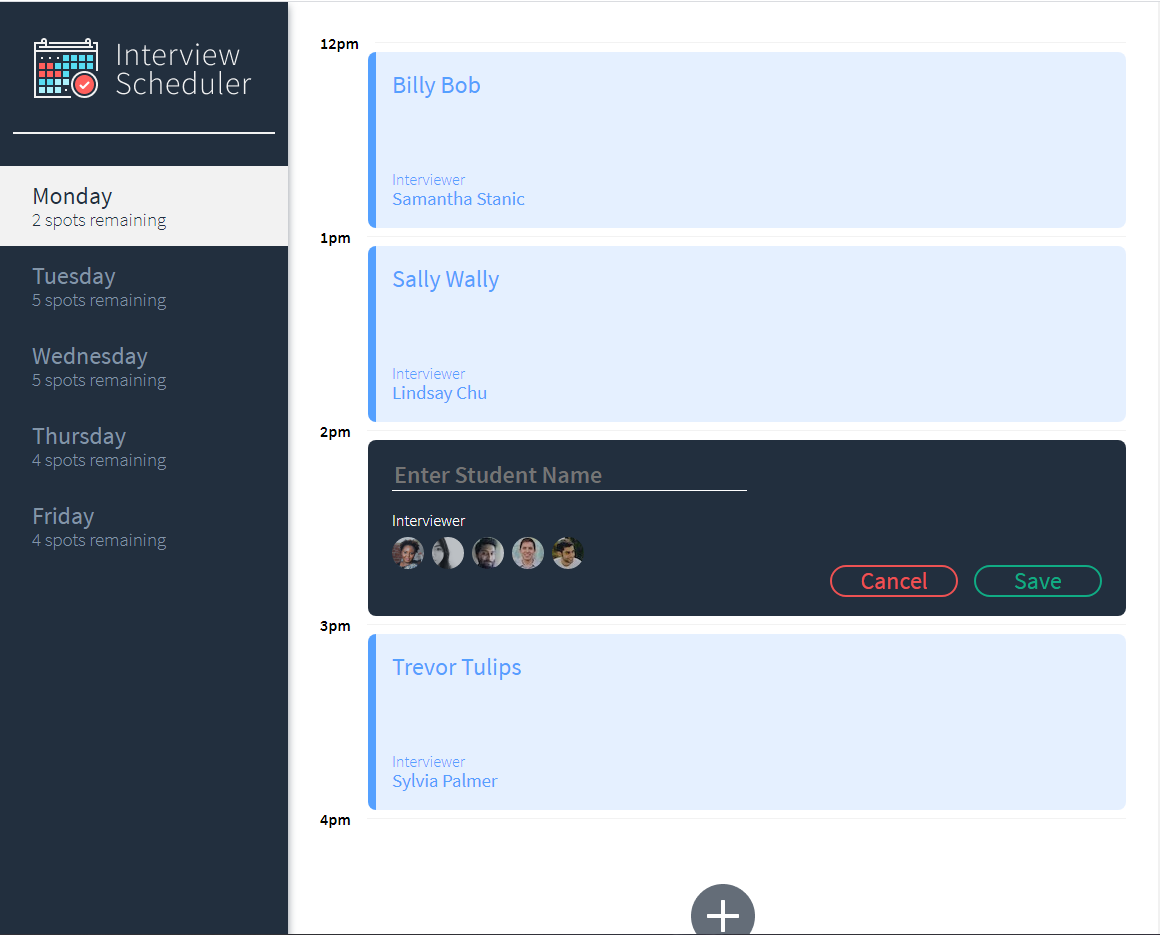 Interview
Scheduler
Monday
2 spots remaining
Tuesday
5 spots remaining
Wednesday
5 spots remaining
Thursday
4 spots remaining
Friday
4 spots remaining
12pm
Billy Bob
Interviewer
Samantha Stanic
1pm
Sally Wally
Interviewer
Lindsay Chu
2pm
Enter Student Name
Interviewer
Cancel Save
3pm
Trevor Tulips
Interviewer
Sylvia Palmer
4pm